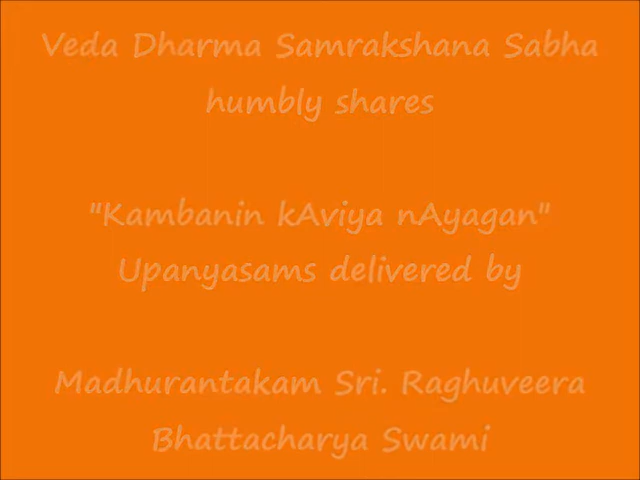 Veda Dharma Samrakshana Sabha
humbly shares
"Kambanin kAviya nAyagan"
Upanyasams delivered by
Madhurantakam Sri. Raghuveera
Bhattacharya Swami